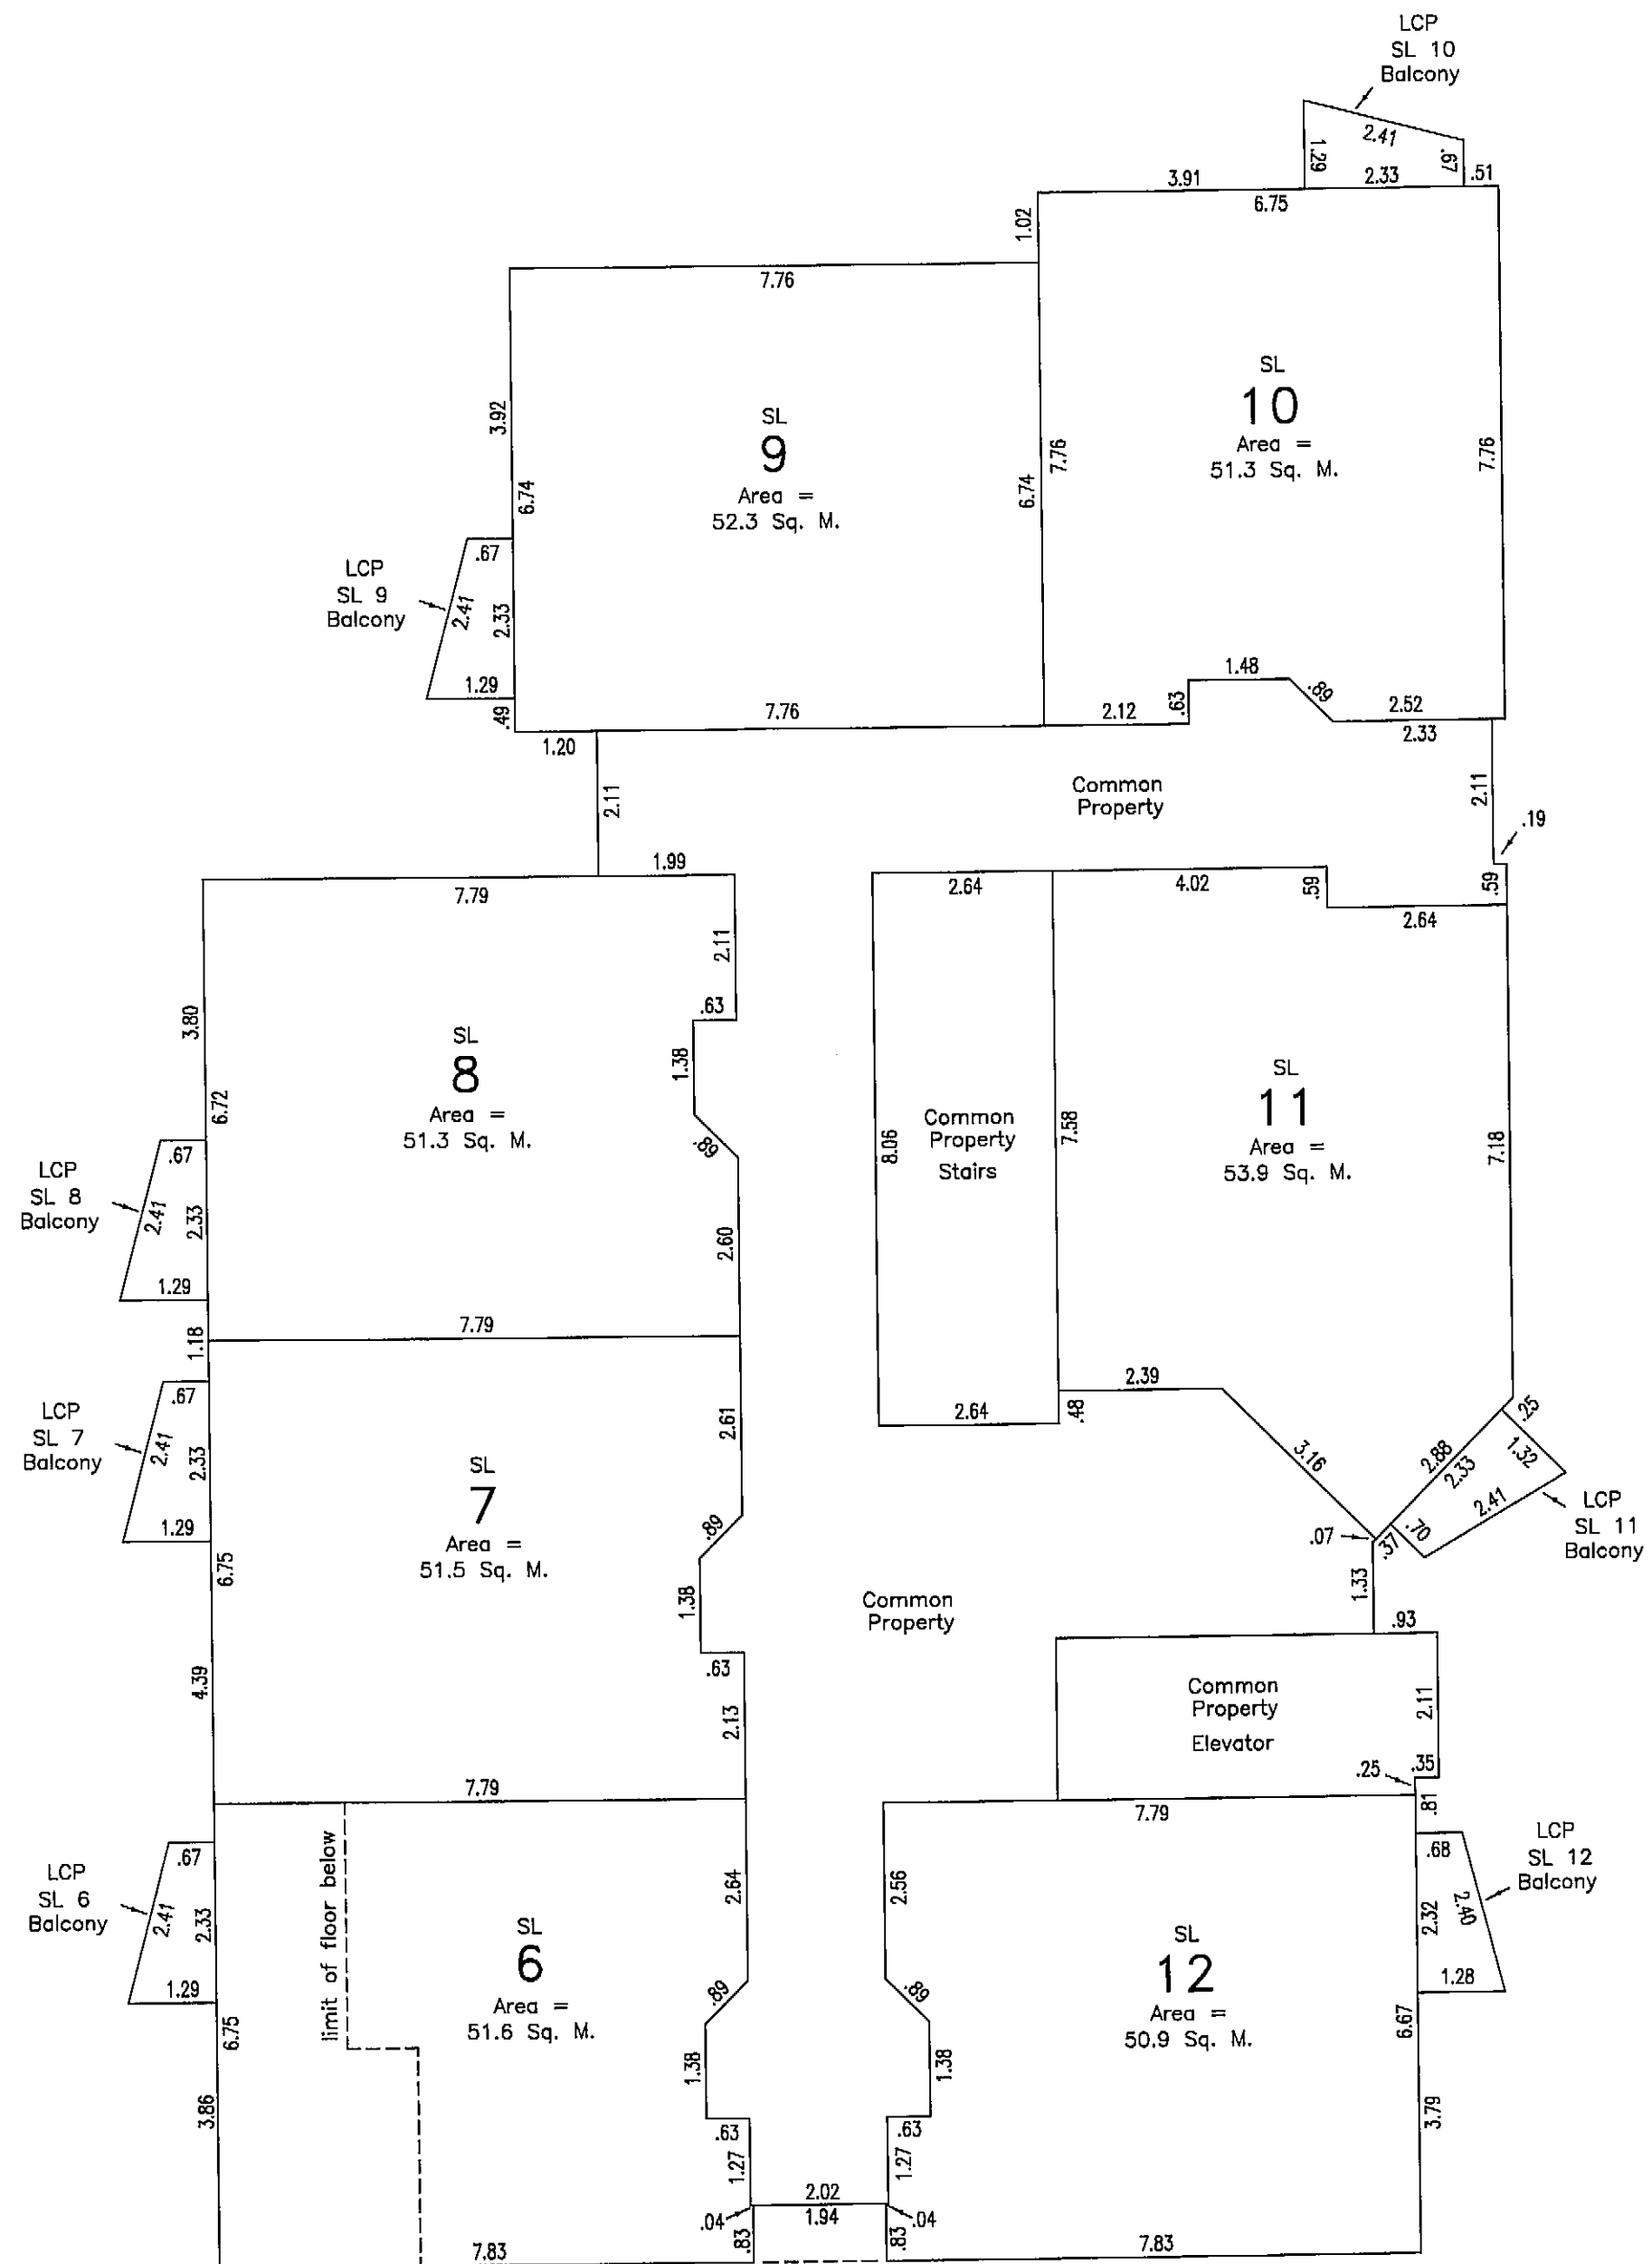 LCP
SL 10
Balcony
2.41
1.29
.67
3.91
2.33
.51
6.75
1.02
7.76
3.92
6.74
SL
9
Area =
52.3 Sq. M.
6.74
7.76
SL
10
Area =
51.3 Sq. M.
7.76
LCP
SL 9
Balcony
.67
2.41
2.33
1.29
.49
7.76
1.20
2.12
.63
1.48
.89
2.52
2.33
2.11
Common
Property
2.11
.19
1.99
7.79
2.64
4.02
.59
.59
2.64
2.11
.63
3.80
6.72
SL
8
Area =
51.3 Sq. M.
1.38
.89
2.60
LCP
SL 8
Balcony
.67
2.41
2.33
1.29
8.06
Common
Property
Stairs
7.58
SL
11
Area =
53.9 Sq. M.
7.18
1.18
7.79
2.39
.48
2.64
3.16
LCP
SL 7
Balcony
.67
2.41
2.33
1.29
6.75
4.39
SL
7
Area =
51.5 Sq. M.
2.61
.89
1.38
.63
2.13
2.88
2.33
.25
1.32
2.41
.70
.37
.07
LCP
SL 11
Balcony
1.33
.93
Common
Property
Common
Property
Elevator
2.11
.35
.25
.81
7.79
7.79
LCP
SL 6
Balcony
.67
2.41
2.33
1.29
6.75
3.86
limit of floor below
SL
6
Area =
51.6 Sq. M.
2.64
.89
1.38
.63
1.27
2.56
.89
1.38
.63
1.27
SL
12
Area =
50.9 Sq. M.
.68
2.32
2.40
1.28
LCP
SL 12
Balcony
6.67
3.79
2.02
1.94
.04
.04
.83
.83
7.83
7.83